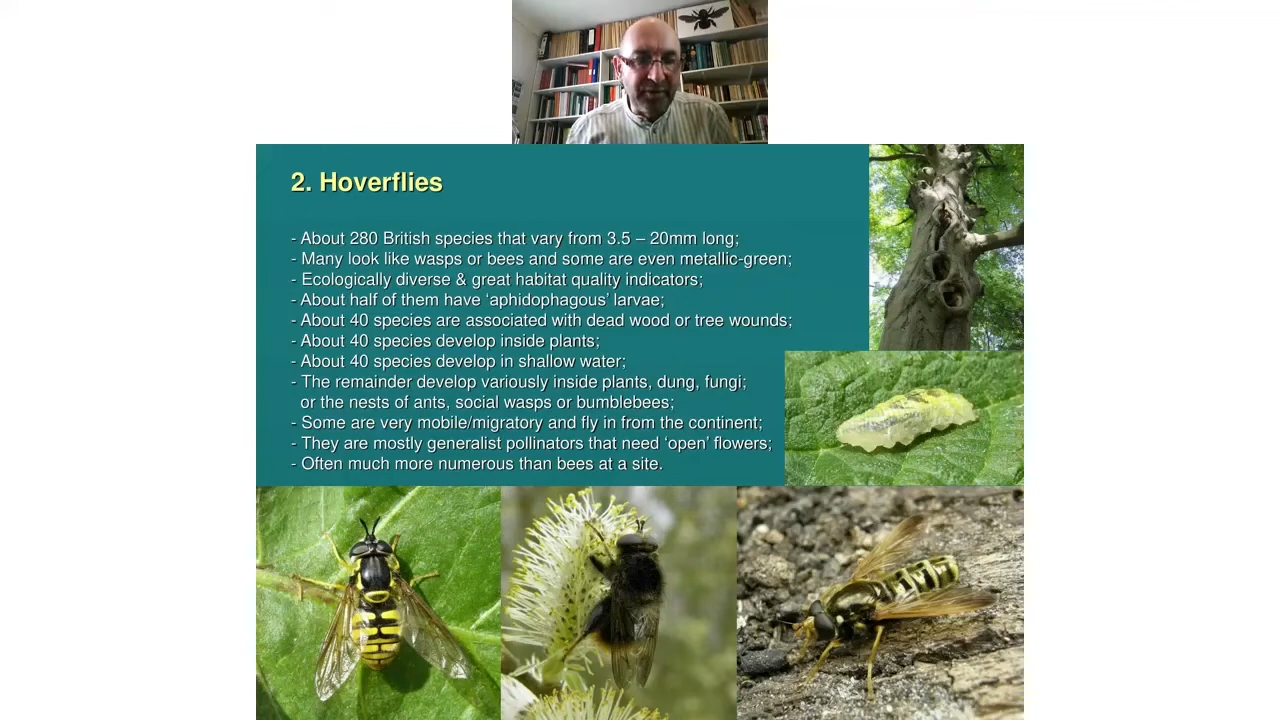 2. Hoverflies
- About 280 British species that vary from 3.5 – 20mm long;
- Many look like wasps or bees and some are even metallic-green;
- Ecologically diverse & great habitat quality indicators;
- About half of them have ‘aphidophagous’ larvae;
- About 40 species are associated with dead wood or tree wounds;
- About 40 species develop inside plants;
- About 40 species develop in shallow water;
- The remainder develop variously inside plants, dung, fungi;
or the nests of ants, social wasps or bumblebees;
- Some are very mobile/migratory and fly in from the continent;
- They are mostly generalist pollinators that need ‘open’ flowers;
- Often much more numerous than bees at a site.